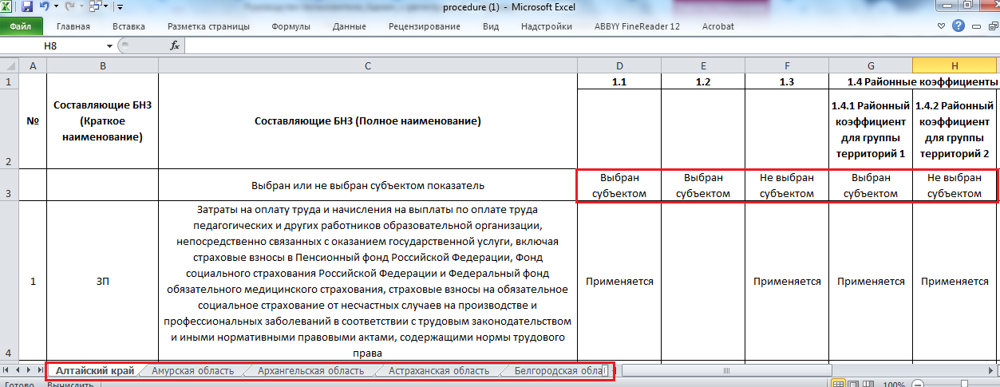 procedure (1) - Microsoft Excel
Файл Главная Вставка Разметка страницы Формулы Данные Рецензирование Вид Надстройки ABBYY FineReader 12 Acrobat
H8 fx
A B C D E F G H
1 1.1 1.2 1.3 1.4 Районные коэффициенты
№
Составляющие БНЗ
(Краткое
наименование)
Составляющие БНЗ (Полное наименование)
1.4.1 Районный
коэффициент
для группы
территорий 1
1.4.2 Районный
коэффициент
для группы
территорий 2
2
3
Выбран или не выбран субъектом показатель
Выбран
субъектом
Выбран
субъектом
Не выбран
субъектом
Выбран
субъектом
Не выбран
субъектом
Затраты на оплату труда и начисления на выплаты по оплате труда
педагогических и других работников образовательной организации,
непосредственно связанных с оказанием государственной услуги, включая
страховые взносы в Пенсионный фонд Российской Федерации, Фонд
социального страхования Российской Федерации и Федеральный фонд
1 ЗП обязательного медицинского страхования, страховые взносы на обязательное Применяется Применяется Применяется Применяется
социальное страхование от несчастных случаев на производстве и
профессиональных заболеваний в соответствии с трудовым законодательством
и иными нормативными правовыми актами, содержащими нормы трудового
4 права
Алтайский край Амурская область Архангельская область Астраханская область Белгородская обла
Готово Вычислить 100%